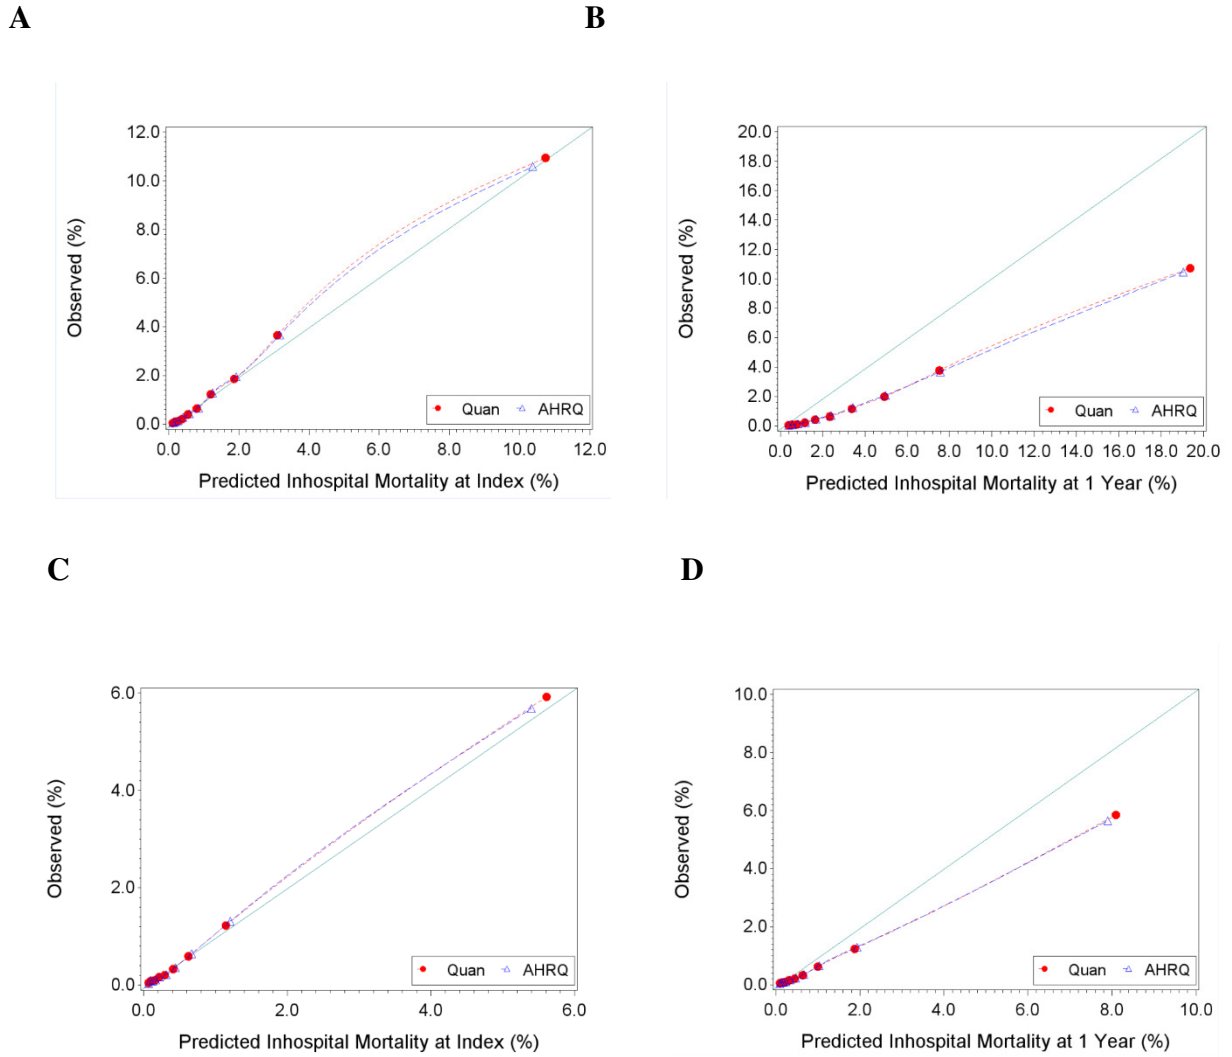 A
B
12.0
10.0
8.0
6.0
4.0
2.0
0.0
Observed (%)
Quan AHRQ
0.0 2.0 4.0 6.0 8.0 10.0 12.0
Predicted Inhospital Mortality at Index (%)
20.0
18.0
16.0
14.0
12.0
10.0
8.0
6.0
4.0
2.0
0.0
Observed (%)
Quan AHRQ
0.0 2.0 4.0 6.0 8.0 10.0 12.0 14.0 16.0 18.0 20.0
Predicted Inhospital Mortality at 1 Year (%)
C
D
6.0
4.0
2.0
0.0
Observed (%)
Quan AHRQ
0.0 2.0 4.0 6.0
Predicted Inhospital Mortality at Index (%)
10.0
8.0
6.0
4.0
2.0
0.0
Observed (%)
Quan AHRQ
0.0 2.0 4.0 6.0 8.0 10.0
Predicted Inhospital Mortality at 1 Year (%)